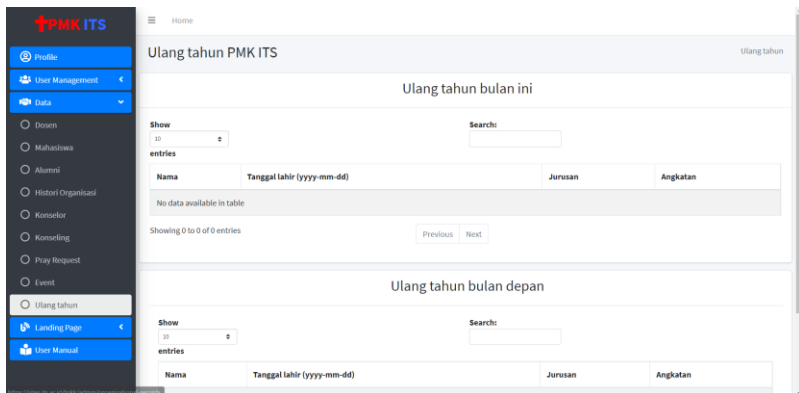 PMK ITS
Home
Profile
User Management
Data
Dosen
Mahasiswa
Alumni
Histori Organisasi
Konselor
Konseling
Pray Request
Event
Ulang tahun
Landing Page
User Manual
Ulang tahun PMK ITS
Ulang tahun
Ulang tahun bulan ini
Show
10
entries
Search:
Nama Tanggal lahir (yyyy-mm-dd) Jurusan Angkatan
No data available in table
Showing 0 to 0 of 0 entries
Previous Next
Ulang tahun bulan depan
Show
10
entries
Search:
Nama Tanggal lahir (yyyy-mm-dd) Jurusan Angkatan